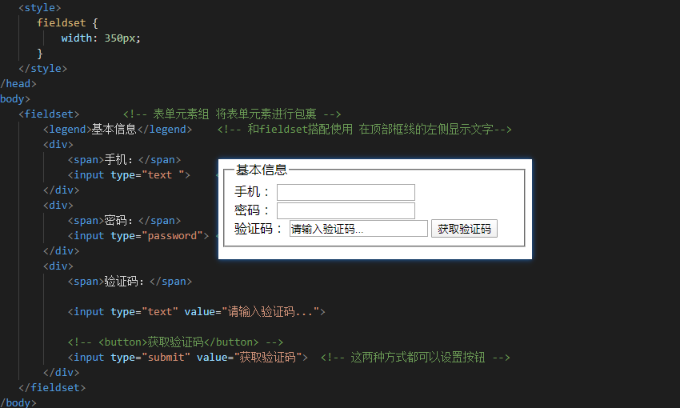 <style>
fieldset {
width: 350px;
}
</style>
/head>
body>
<fieldset> <!-- 表单元素组 将表单元素进行包裹 -->
<legend>基本信息</legend> <!-- 和fieldset搭配使用 在顶部框线的左侧显示文字-->
<div>
<span>手机：</span>
<input type="text ">
</div>
<div>
<span>密码：</span>
<input type="password">
</div>
<div>
<span>验证码：</span>
<input type="text" value="请输入验证码...">
<!-- <button>获取验证码</button> -->
<input type="submit" value="获取验证码"> <!-- 这两种方式都可以设置按钮 -->
</div>
</fieldset>
/body>
基本信息
手机：
密码：
验证码： 请输入验证码... 获取验证码